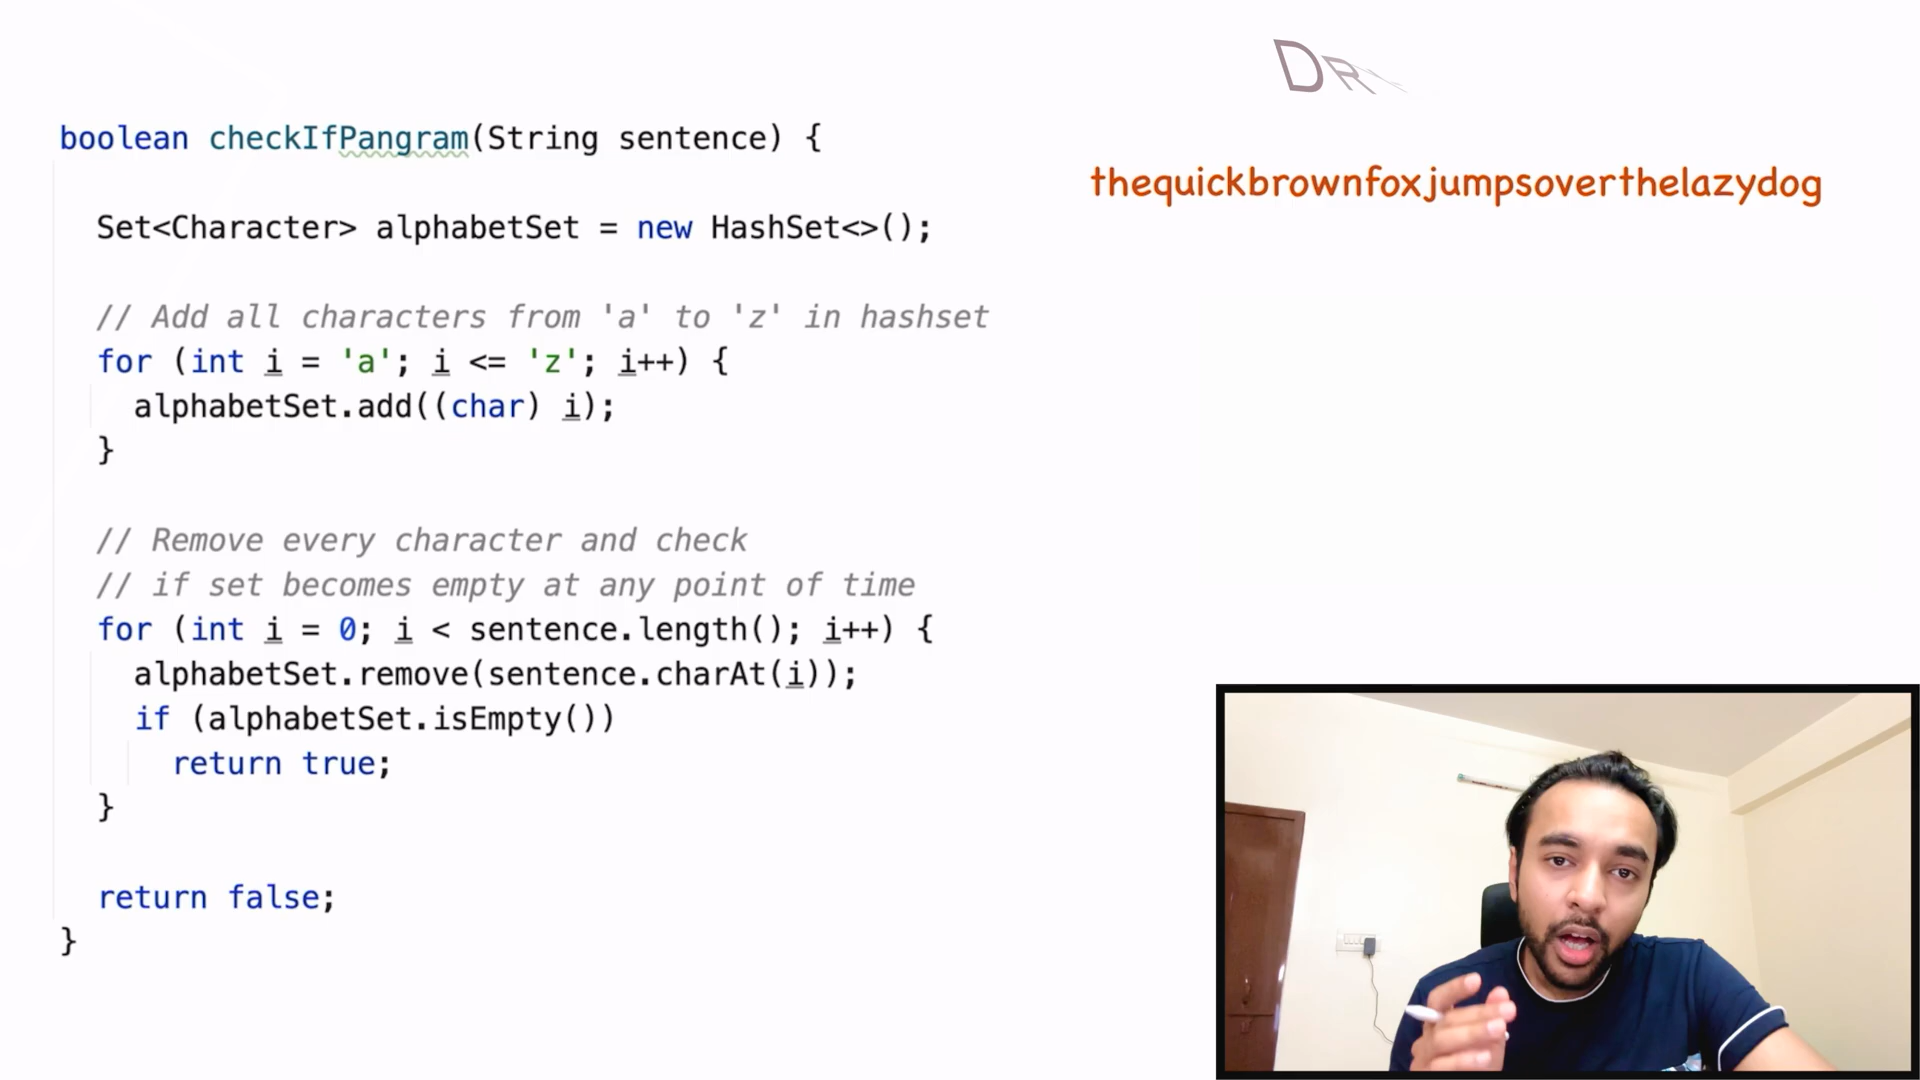 boolean checkIfPangram(String sentence) {
Set<Character> alphabetSet = new HashSet<>();
// Add all characters from 'a' to 'z' in hashset
for (int i = 'a'; i <= 'z'; i++) {
alphabetSet.add((char) i);
}
// Remove every character and check
// if set becomes empty at any point of time
for (int i = 0; i < sentence.length(); i++) {
alphabetSet.remove(sentence.charAt(i));
if (alphabetSet.isEmpty())
return true;
}
return false;
}
thequickbrownfoxjumpsoverthelazydog